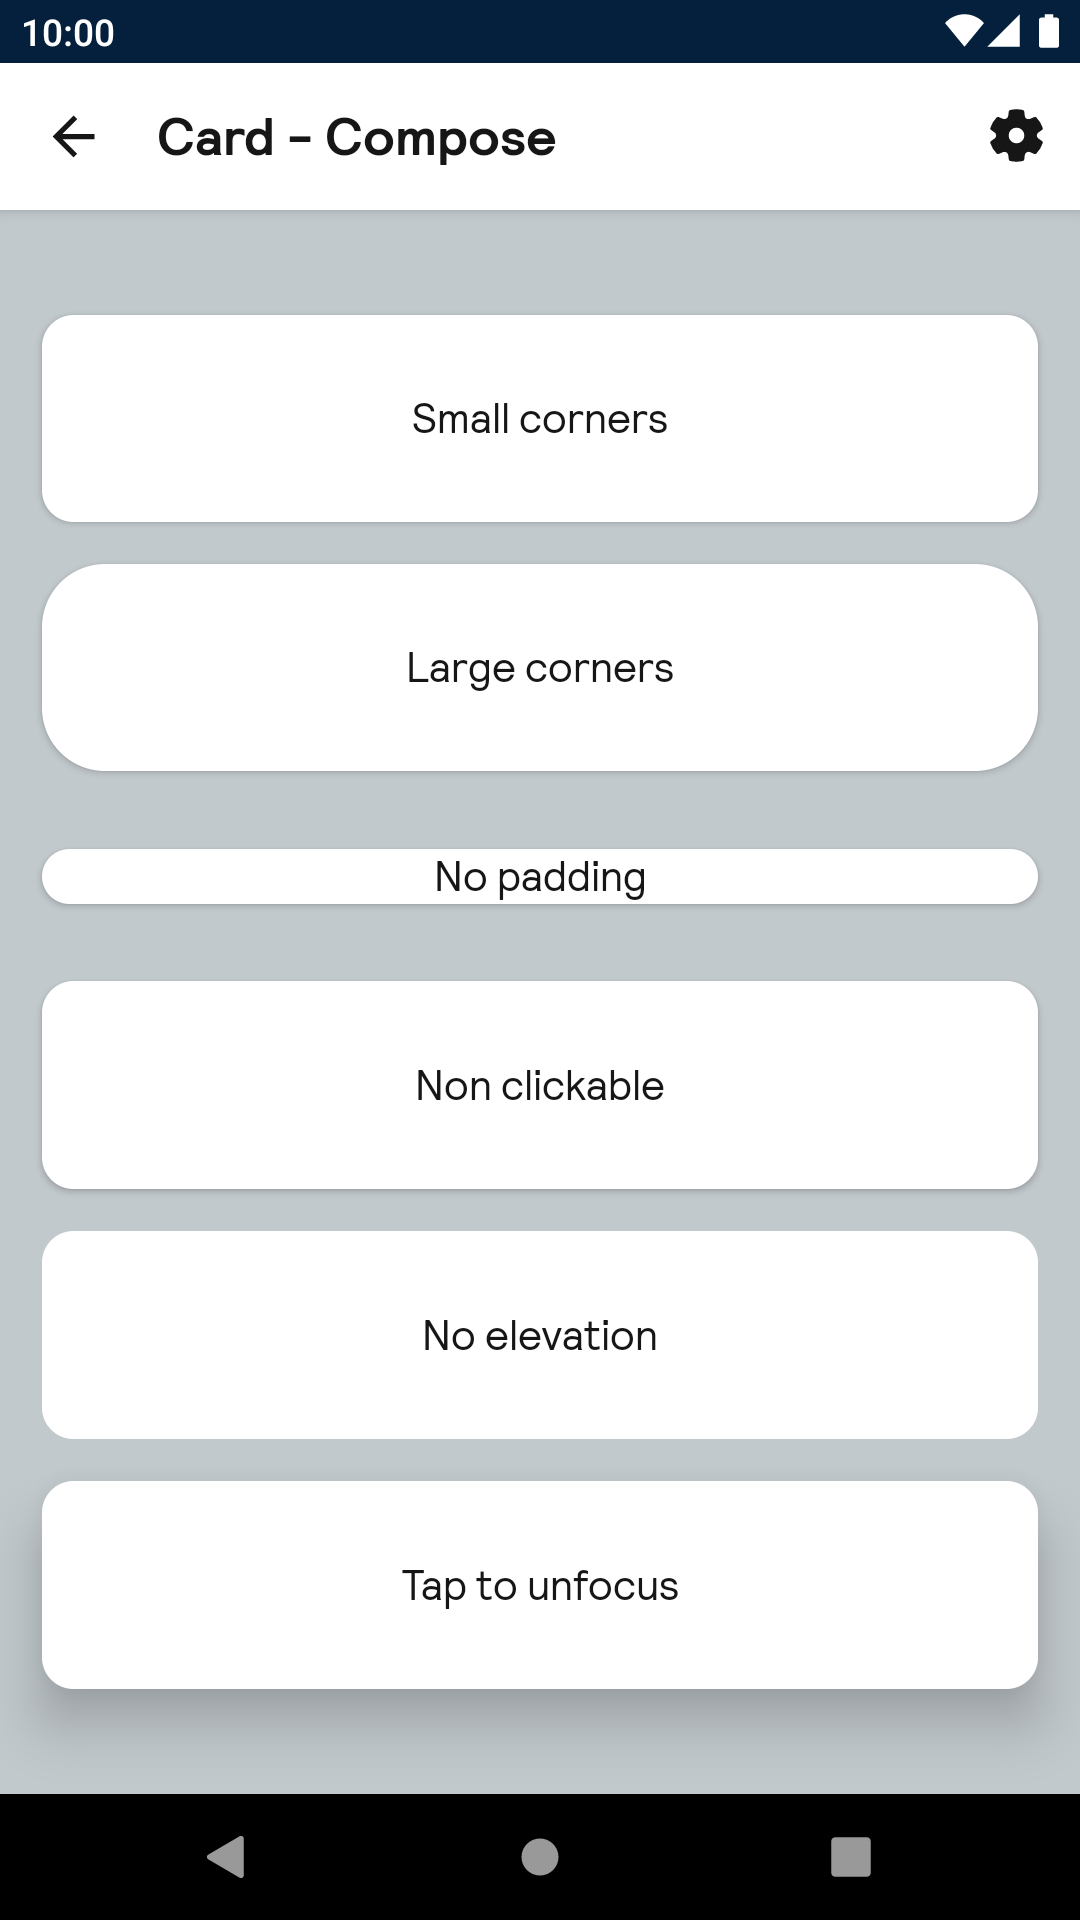 10:00
Card - Compose
Small corners
Large corners
No padding
Non clickable
No elevation
Tap to unfocus